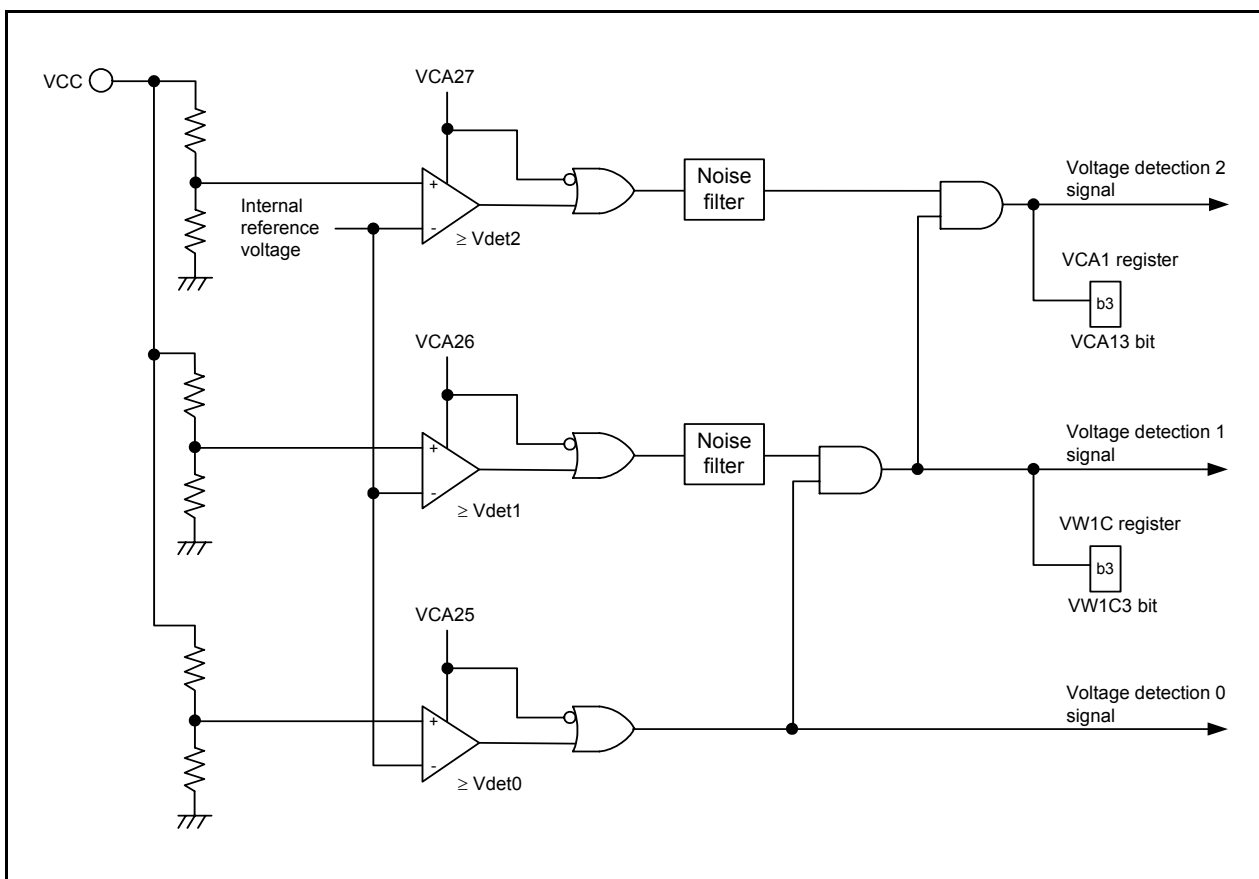 VCC
VCA27
+
-
Internal
reference
voltage
≥ Vdet2
Noise
filter
Voltage detection 2
signal
VCA1 register
b3
VCA13 bit
VCA26
+
-
≥ Vdet1
Noise
filter
Voltage detection 1
signal
VW1C register
b3
VW1C3 bit
VCA25
+
-
≥ Vdet0
Voltage detection 0
signal